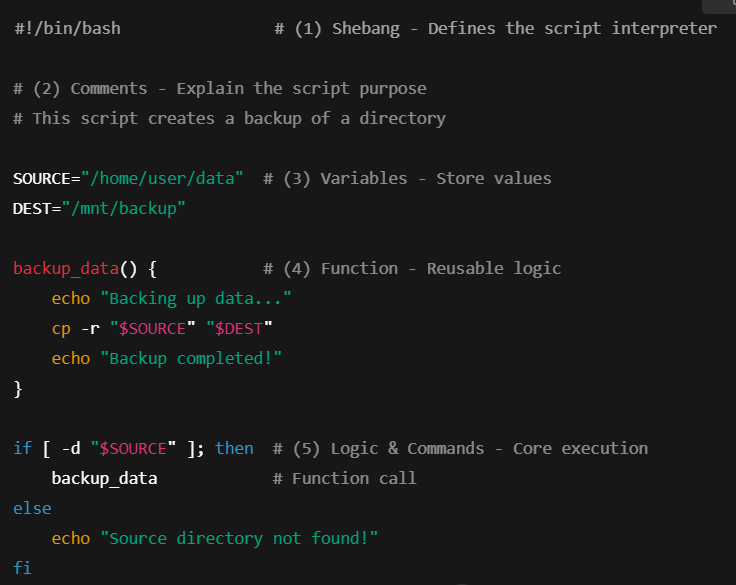 #!/bin/bash                # (1) Shebang - Defines the script interpreter
# (2) Comments - Explain the script purpose
# This script creates a backup of a directory
SOURCE="/home/user/data"  # (3) Variables - Store values
DEST="/mnt/backup"
backup_data() {           # (4) Function - Reusable logic
    echo "Backing up data..."
    cp -r "$SOURCE" "$DEST"
    echo "Backup completed!"
}
if [ -d "$SOURCE" ]; then  # (5) Logic & Commands - Core execution
    backup_data            # Function call
else
    echo "Source directory not found!"
fi